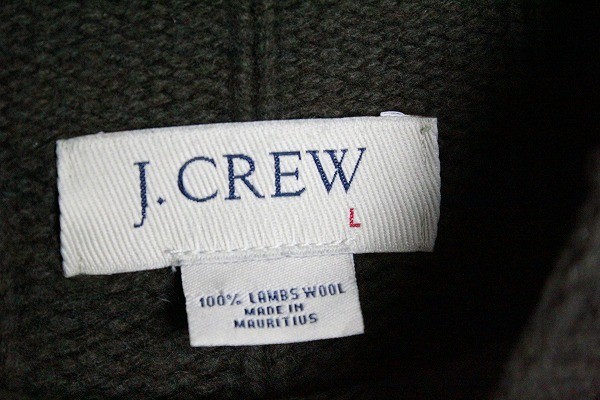 J.CREW
L
100% LAMBS WOOL
MADE IN
MAURITIUS